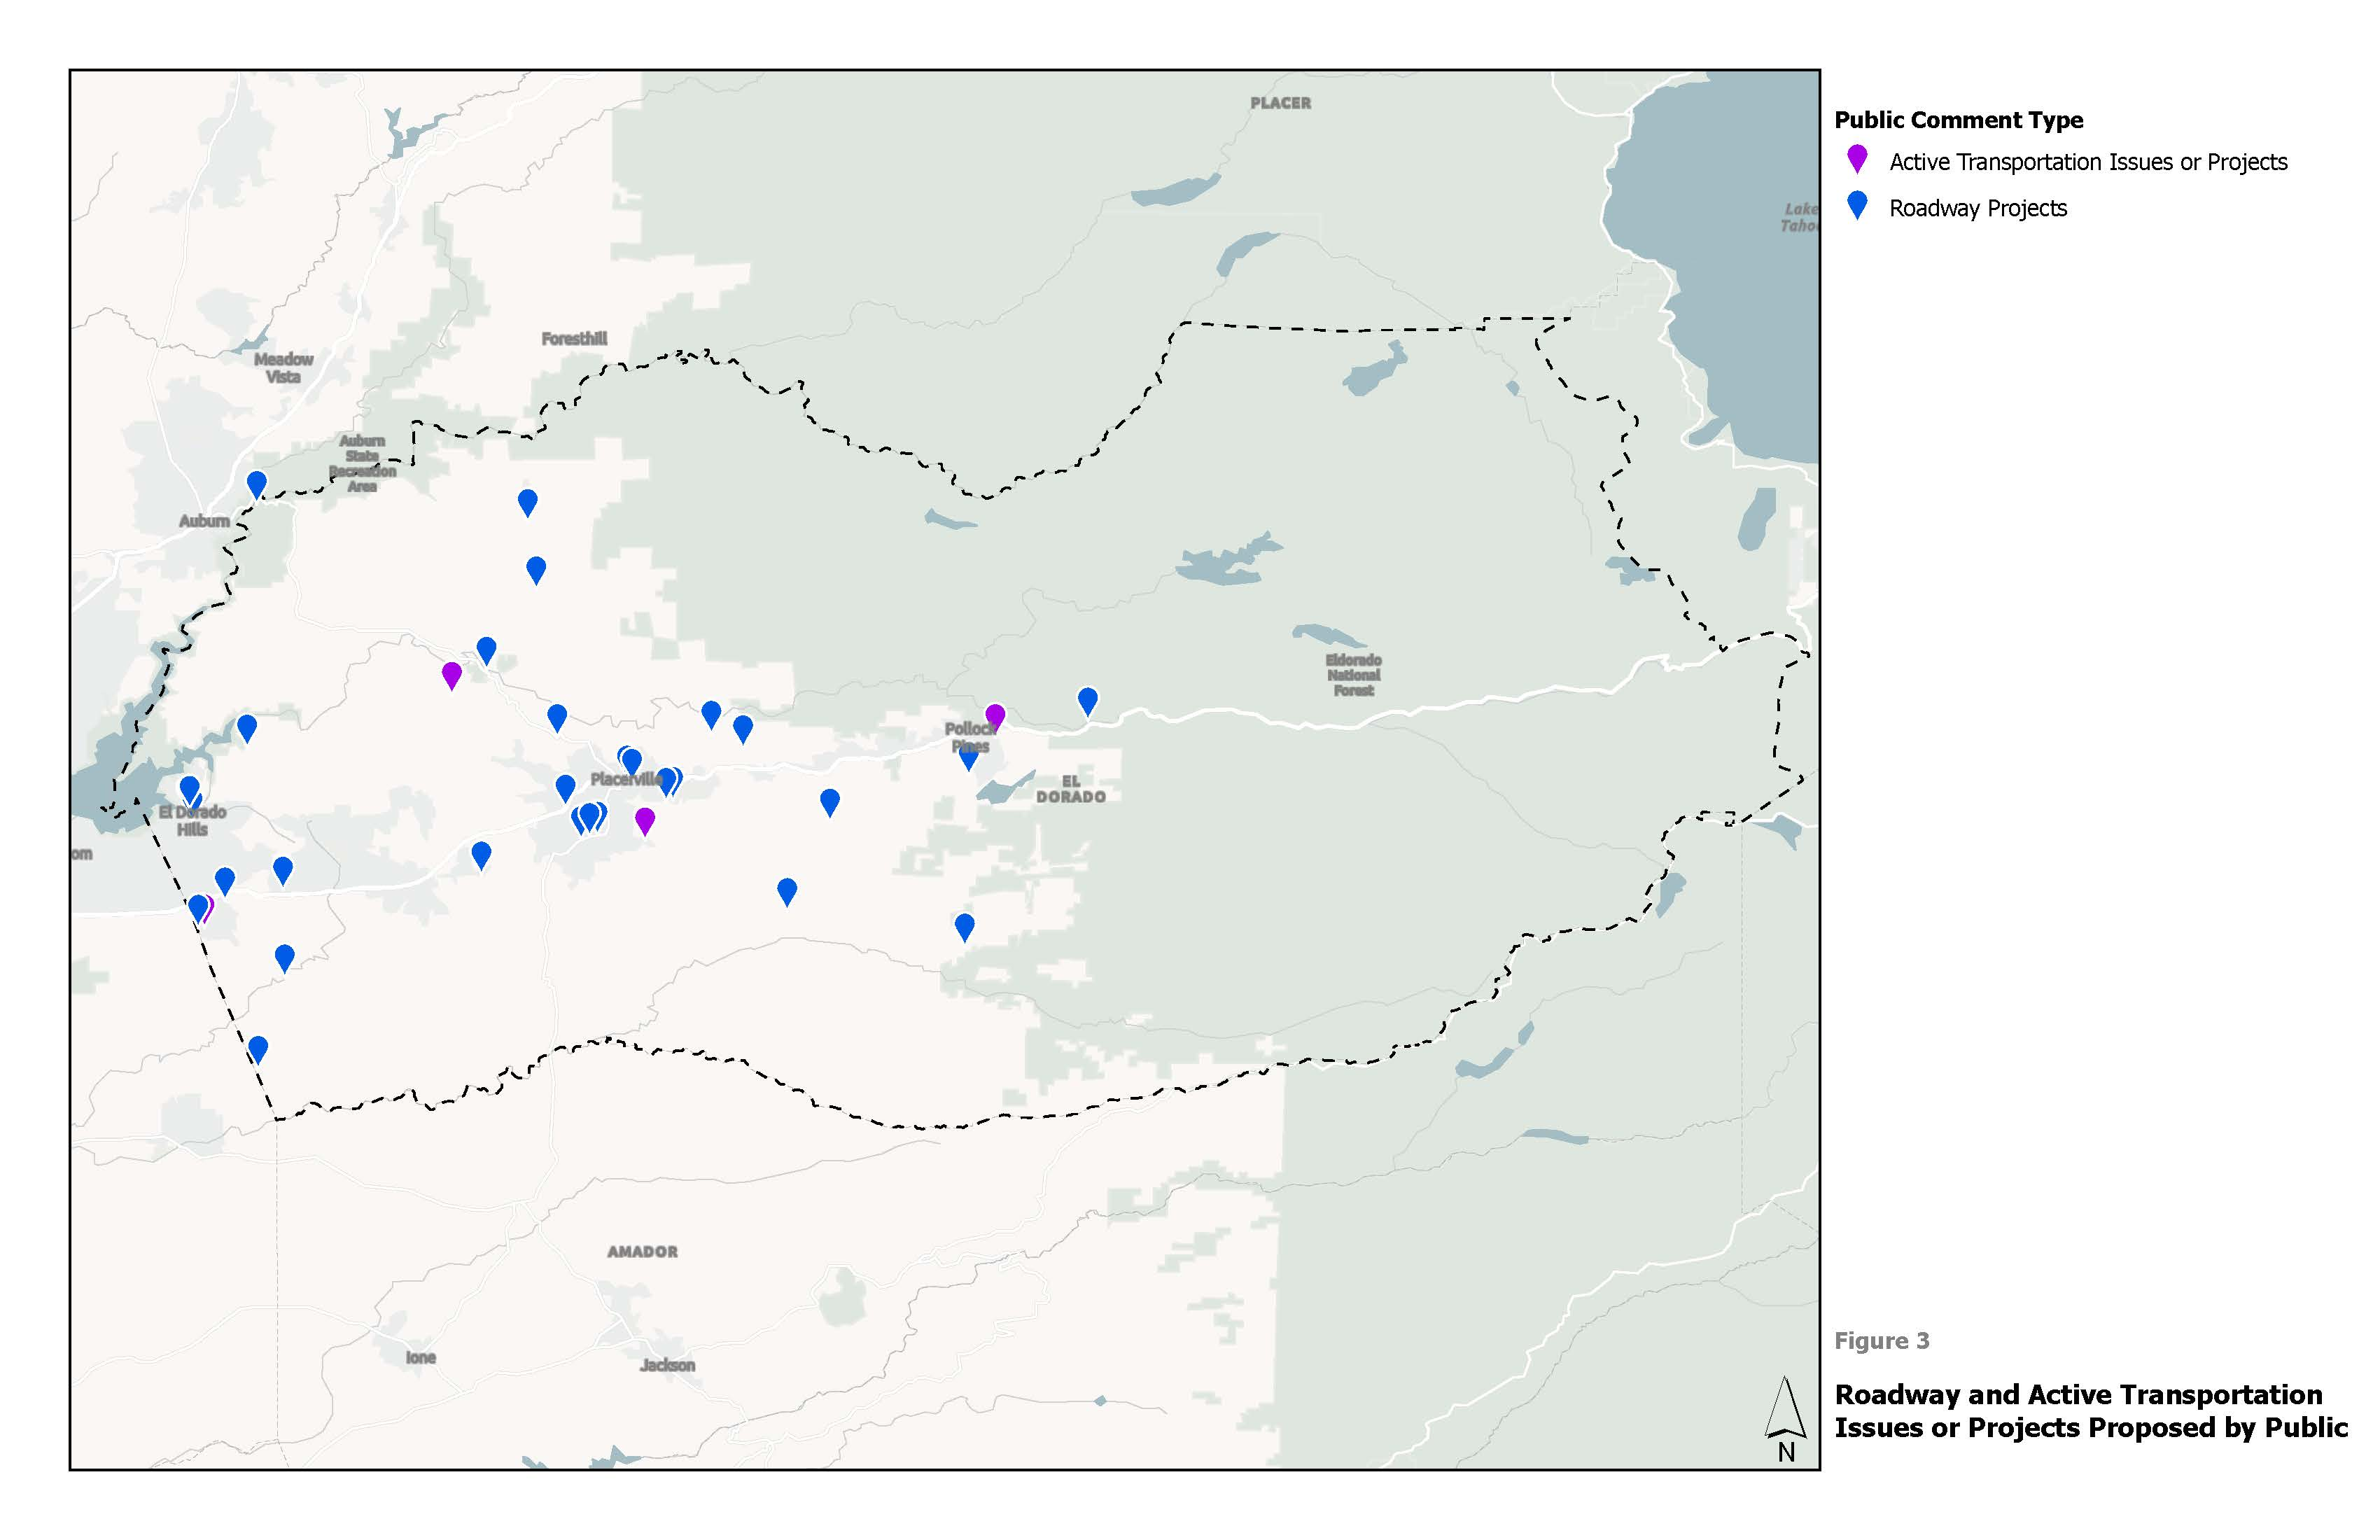 PLACER
Lake
Taho
Foresthill
Meadow
Vista
Auburn
State
Recreation
Area
Auburn
Eldorado
National
Forest
Pollock
Pines
Placerville
EL
DORADO
El Dorado
Hills
om
AMADOR
Ione
Jackson
N
Public Comment Type
Active Transportation Issues or Projects
Roadway Projects
Figure 3
Roadway and Active Transportation
Issues or Projects Proposed by Public